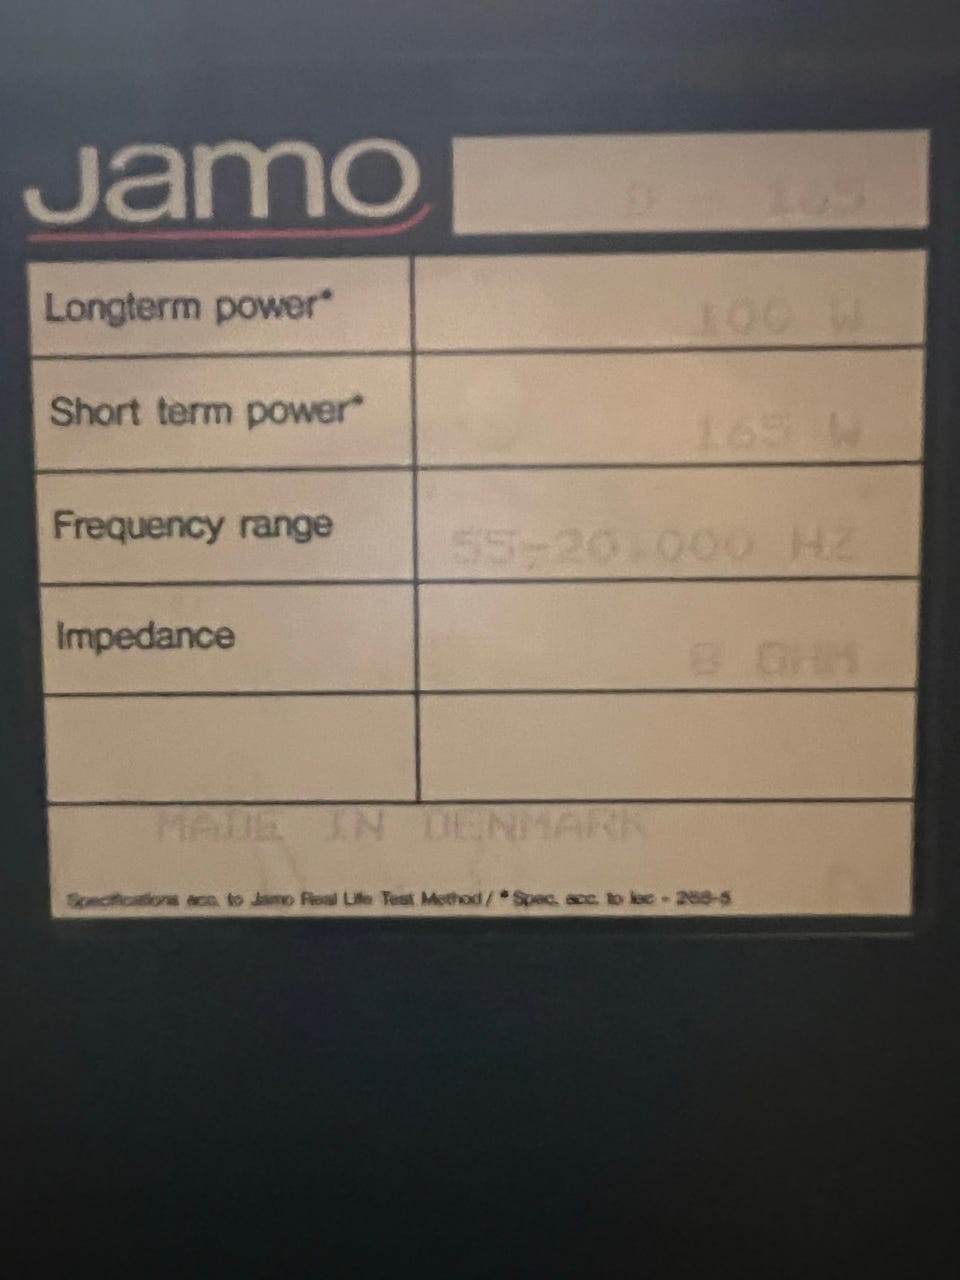 Jamo D - 165
Longterm power* 100 W
Short term power* 165 W
Frequency range 55-20.000 HZ
Impedance 8 OHM
MADE IN DENMARK
Specifications acc. to Jamo Real Life Test Method / * Spec. acc. to Iec - 268-5